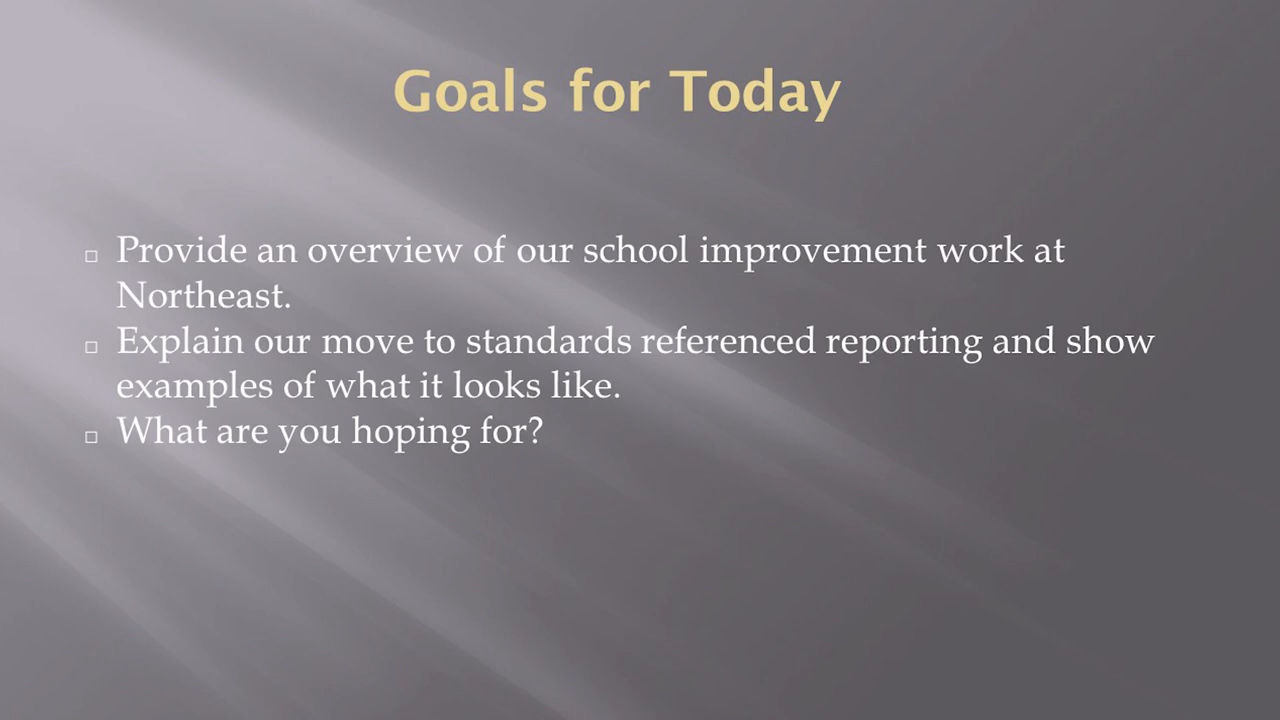 Goals for Today
Provide an overview of our school improvement work at
Northeast.
Explain our move to standards referenced reporting and show
examples of what it looks like.
What are you hoping for?